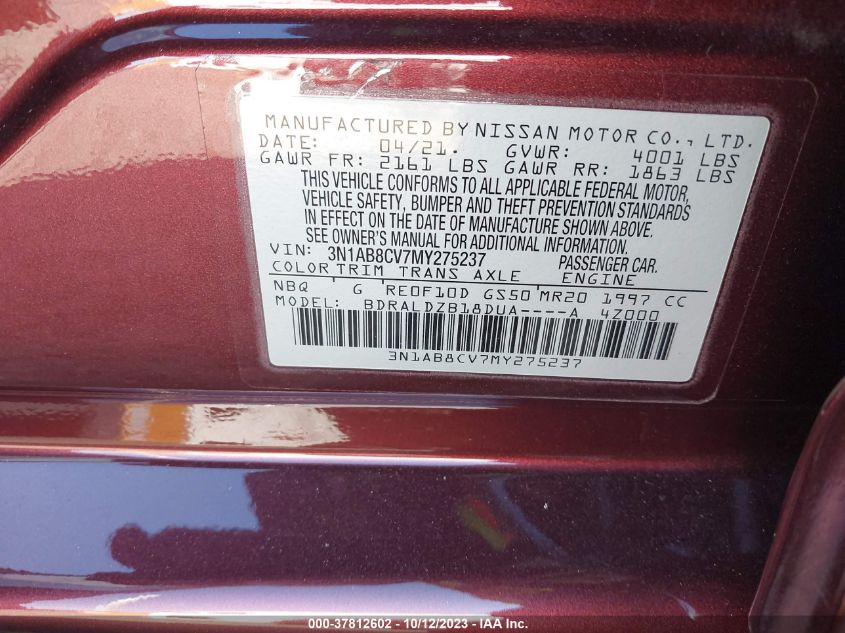 MANUFACTURED BY NISSAN MOTOR CO., LTD.
DATE: 04/21. GVWR: 4001 LBS
GAWR FR: 2161 LBS GAWR RR: 1863 LBS
THIS VEHICLE CONFORMS TO ALL APPLICABLE FEDERAL MOTOR,
VEHICLE SAFETY, BUMPER AND THEFT PREVENTION STANDARDS
IN EFFECT ON THE DATE OF MANUFACTURE SHOWN ABOVE.
SEE OWNER'S MANUAL FOR ADDITIONAL INFORMATION.
VIN: 3N1AB8CV7MY275237 PASSENGER CAR.
COLOR TRIM TRANS AXLE ENGINE
NBQ G RE0F10D GS50 MR20 1997 CC
MODEL: BDRALDZB18DUA----A 4Z000
3N1AB8CV7MY275237
000-37812602 - 10/12/2023 - IAA Inc.